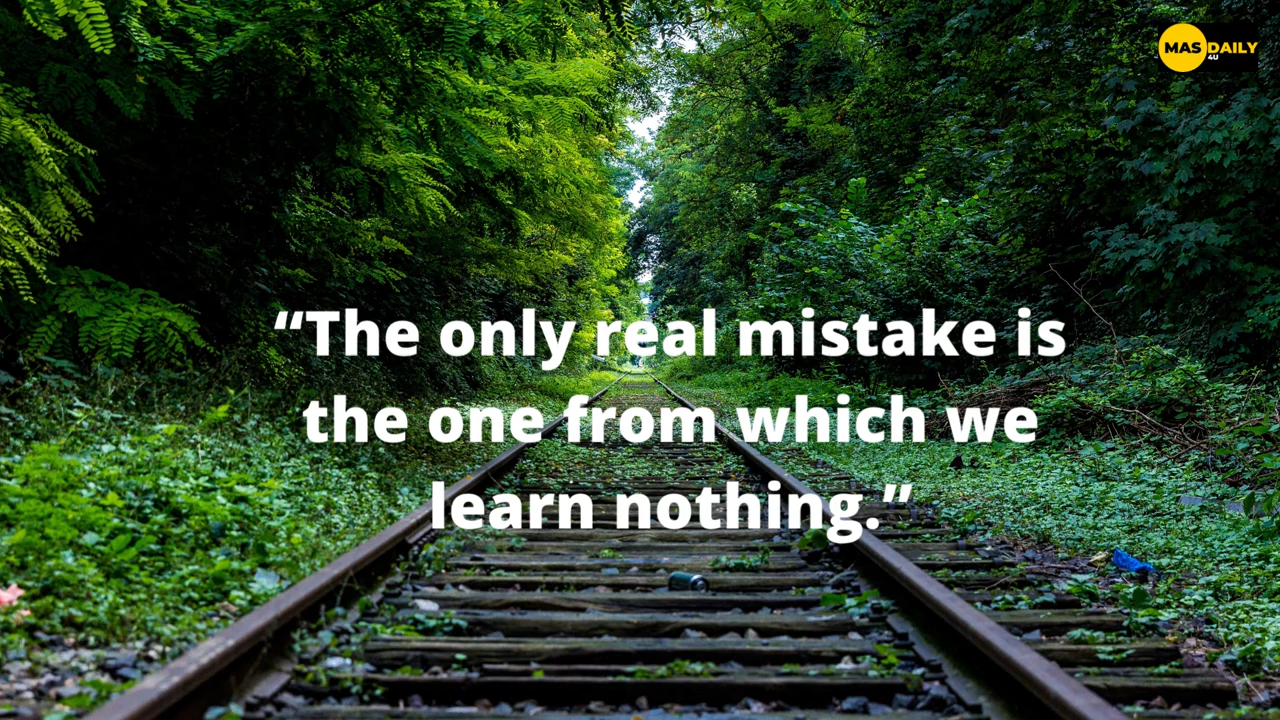 MAS DAILY
4U
“The only real mistake is
the one from which we
learn nothing.”